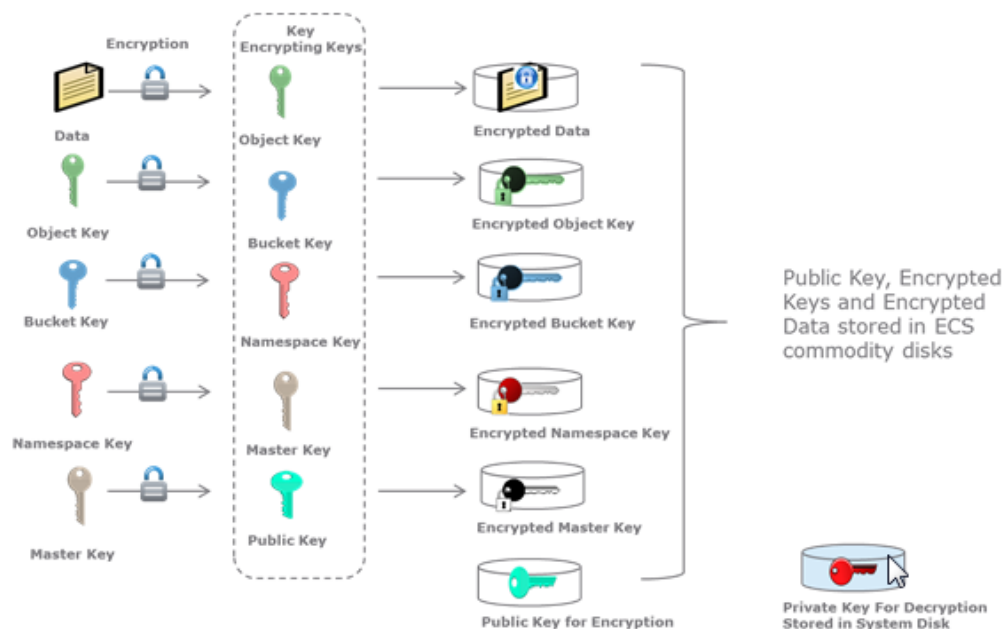 Encryption
Key
Encrypting Keys
Data
Object Key
Encrypted Data
Object Key
Bucket Key
Encrypted Object Key
Bucket Key
Namespace Key
Encrypted Bucket Key
Public Key, Encrypted
Keys and Encrypted
Data stored in ECS
commodity disks
Namespace Key
Master Key
Encrypted Namespace Key
Master Key
Public Key
Encrypted Master Key
Public Key for Encryption
Private Key For Decryption
Stored in System Disk